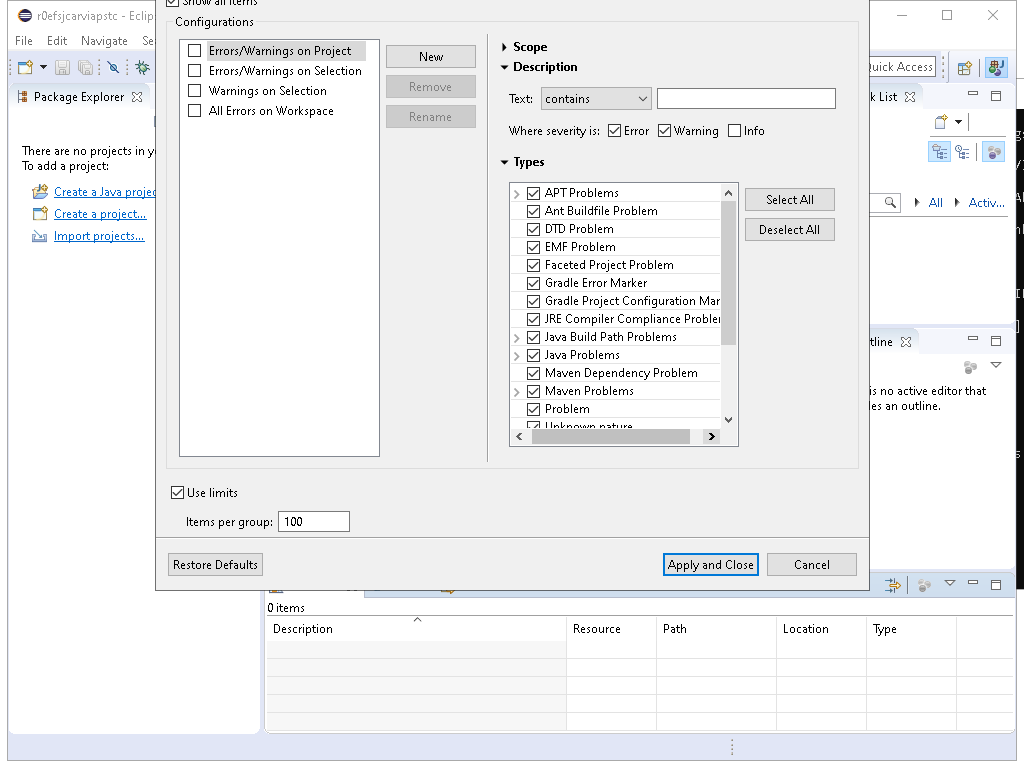 r0efsjcarviapstc - Eclip
Show all items
File Edit Navigate Se
Configurations
Errors/Warnings on Project
Errors/Warnings on Selection
Warnings on Selection
All Errors on Workspace
New
Remove
Rename
Scope
Description
Text: contains
Where severity is: Error Warning Info
Types
APT Problems
Ant Buildfile Problem
DTD Problem
EMF Problem
Faceted Project Problem
Gradle Error Marker
Gradle Project Configuration Mar
JRE Compiler Compliance Probler
Java Build Path Problems
Java Problems
Maven Dependency Problem
Maven Problems
Problem
Unknown nature
Select All
Deselect All
Use limits
Items per group: 100
Restore Defaults
Apply and Close
Cancel
Package Explorer
There are no projects in y
To add a project:
Create a Java projec
Create a project...
Import projects...
uick Access
k List
All Activ...
tline
is no active editor that
les an outline.
0 items
Description Resource Path Location Type